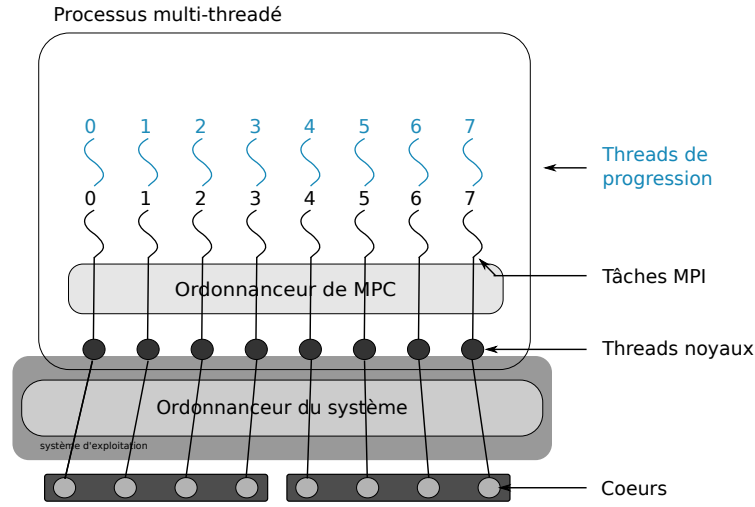 Processus multi-threadé
0 1 2 3 4 5 6 7
Threads de
progression
0 1 2 3 4 5 6 7
Tâches MPI
Ordonnanceur de MPC
Threads noyaux
Ordonnanceur du système
système d'exploitation
Coeurs